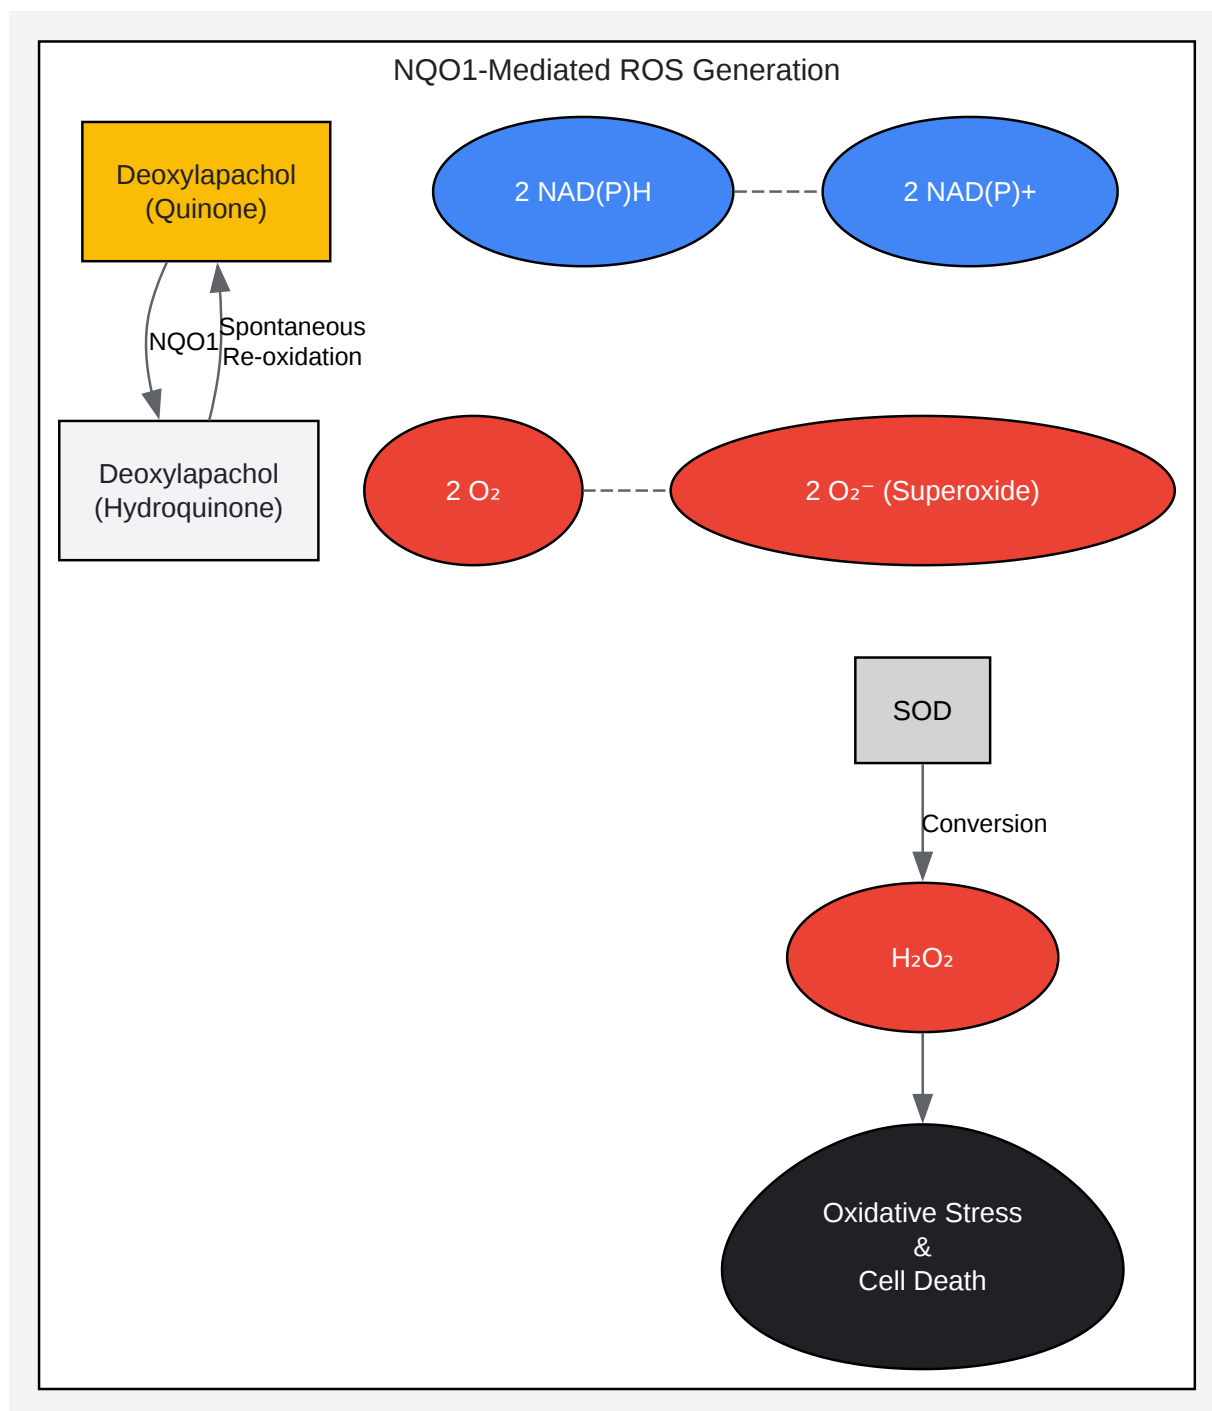 NQO1-Mediated ROS Generation
Deoxylapachol
(Quinone)
2 NAD(P)H
2 NAD(P)+
NQO1
Spontaneous
Re-oxidation
Deoxylapachol
(Hydroquinone)
2 O₂
2 O₂⁻ (Superoxide)
SOD
Conversion
H₂O₂
Oxidative Stress
&
Cell Death